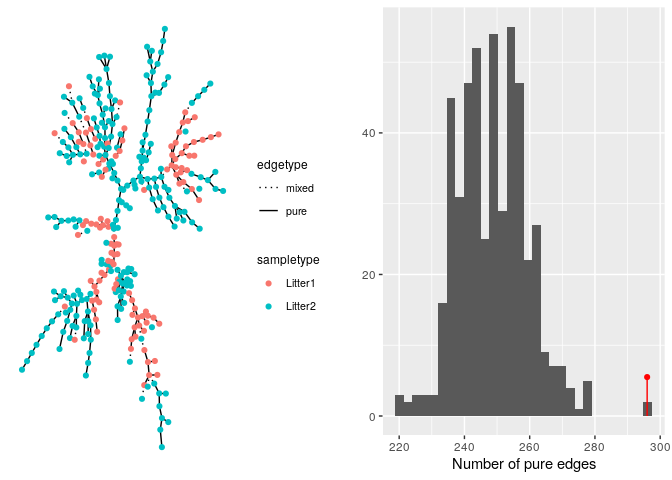 edgetype
mixed
pure
sampletype
Litter1
Litter2
40
20
0
220 240 260 280 300
Number of pure edges